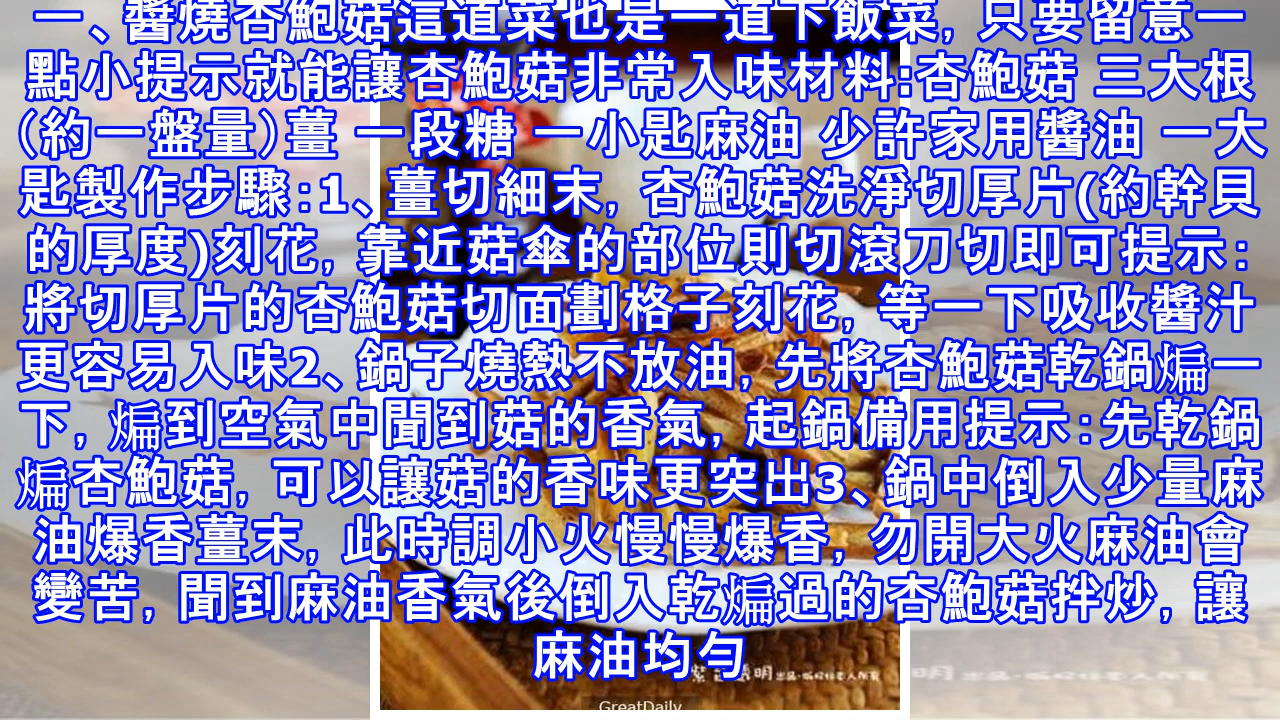 一、醬燒杏鮑菇這道菜也是一道下飯菜, 只要留意一
點小提示就能讓杏鮑菇非常入味材料:杏鮑菇 三大根
(約一盤量)薑 一段糖 一小匙麻油 少許家用醬油 一大
匙製作步驟:1、薑切細末, 杏鮑菇洗淨切厚片(約幹貝
的厚度)刻花, 靠近菇傘的部位則切滾刀切即可提示:
將切厚片的杏鮑菇切面劃格子刻花, 等一下吸收醬汁
更容易入味2、鍋子燒熱不放油, 先將杏鮑菇乾鍋煸一
下, 煸到空氣中聞到菇的香氣, 起鍋備用提示:先乾鍋
煸杏鮑菇, 可以讓菇的香味更突出3、鍋中倒入少量麻
油爆香薑末, 此時調小火慢慢爆香, 勿開大火麻油會
變苦, 聞到麻油香氣後倒入乾煸過的杏鮑菇拌炒, 讓
麻油均勻
GreatDaily